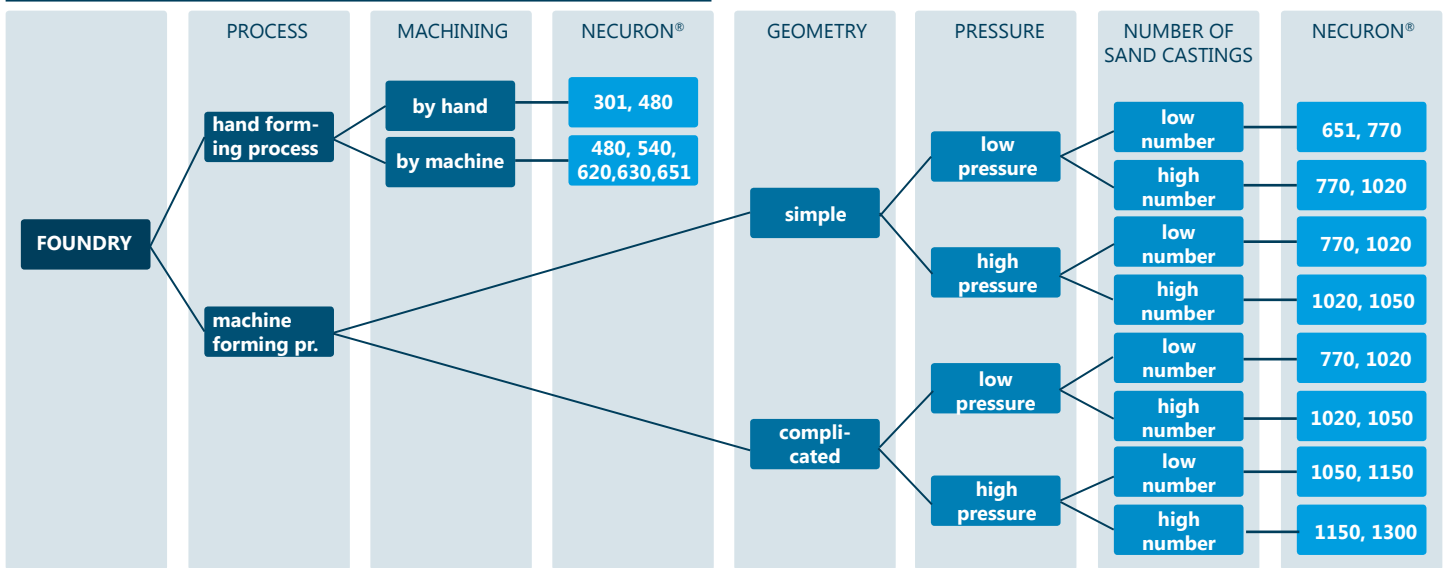 PROCESS
MACHINING
NECURON®
GEOMETRY
PRESSURE
NUMBER OF
SAND CASTINGS
NECURON®
FOUNDRY
hand form-
ing process
by hand
301, 480
by machine
480, 540,
620,630,651
machine
forming pr.
simple
low
pressure
low
number
651, 770
high
number
770, 1020
high
pressure
low
number
770, 1020
high
number
1020, 1050
compli-
cated
low
pressure
low
number
770, 1020
high
number
1020, 1050
high
pressure
low
number
1050, 1150
high
number
1150, 1300